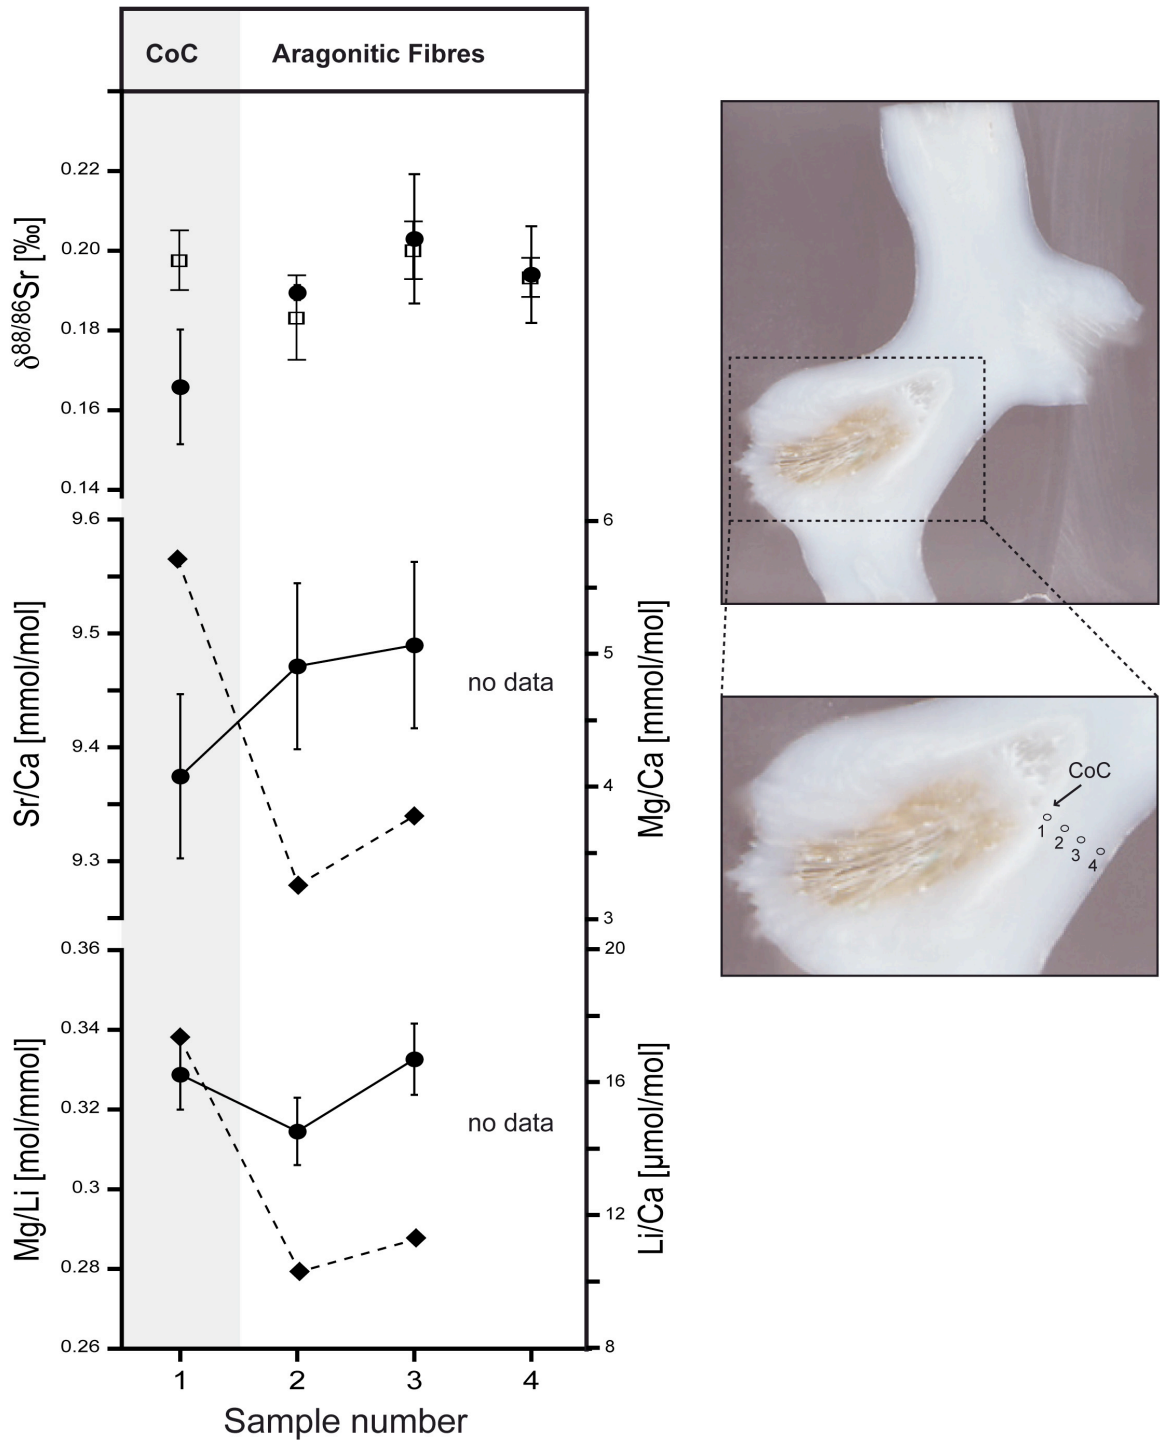 CoC Aragonitic Fibres
δ88/86Sr [‰]
0.22
0.20
0.18
0.16
0.14
Sr/Ca [mmol/mol]
9.6
9.5
9.4
9.3
Mg/Ca [mmol/mol]
6
5
4
3
no data
Mg/Li [mol/mmol]
0.36
0.34
0.32
0.3
0.28
0.26
Li/Ca [µmol/mol]
20
16
12
8
no data
1 2 3 4
Sample number
CoC
1
2
3
4